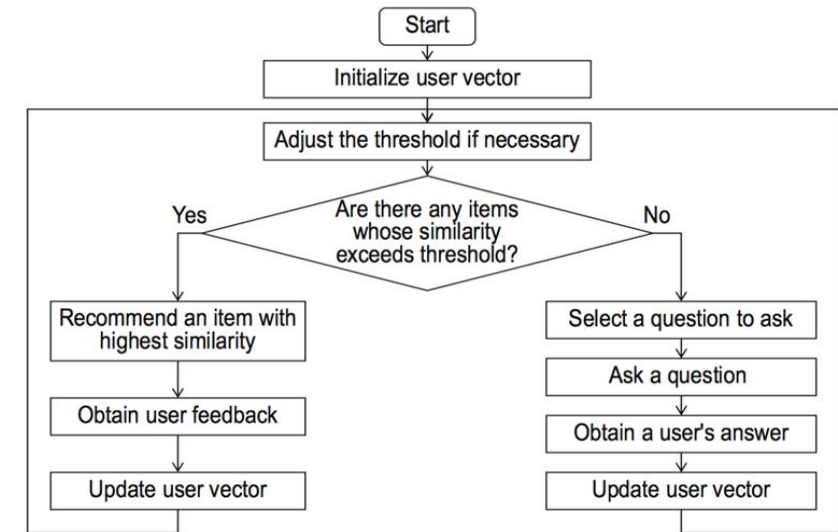 Start
Initialize user vector
Adjust the threshold if necessary
Are there any items
whose similarity
exceeds threshold?
Yes
No
Recommend an item with
highest similarity
Obtain user feedback
Update user vector
Select a question to ask
Ask a question
Obtain a user's answer
Update user vector